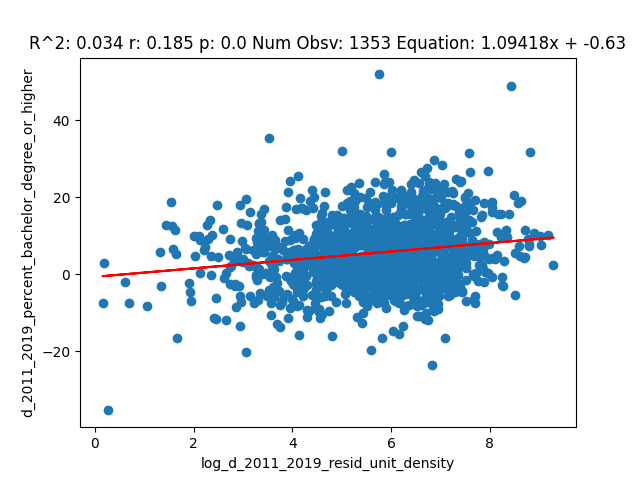 R^2: 0.034 r: 0.185 p: 0.0 Num Obsv: 1353 Equation: 1.09418x + -0.63
d_2011_2019_percent_bachelor_degree_or_higher
40
20
0
−20
0 2 4 6 8
log_d_2011_2019_resid_unit_density